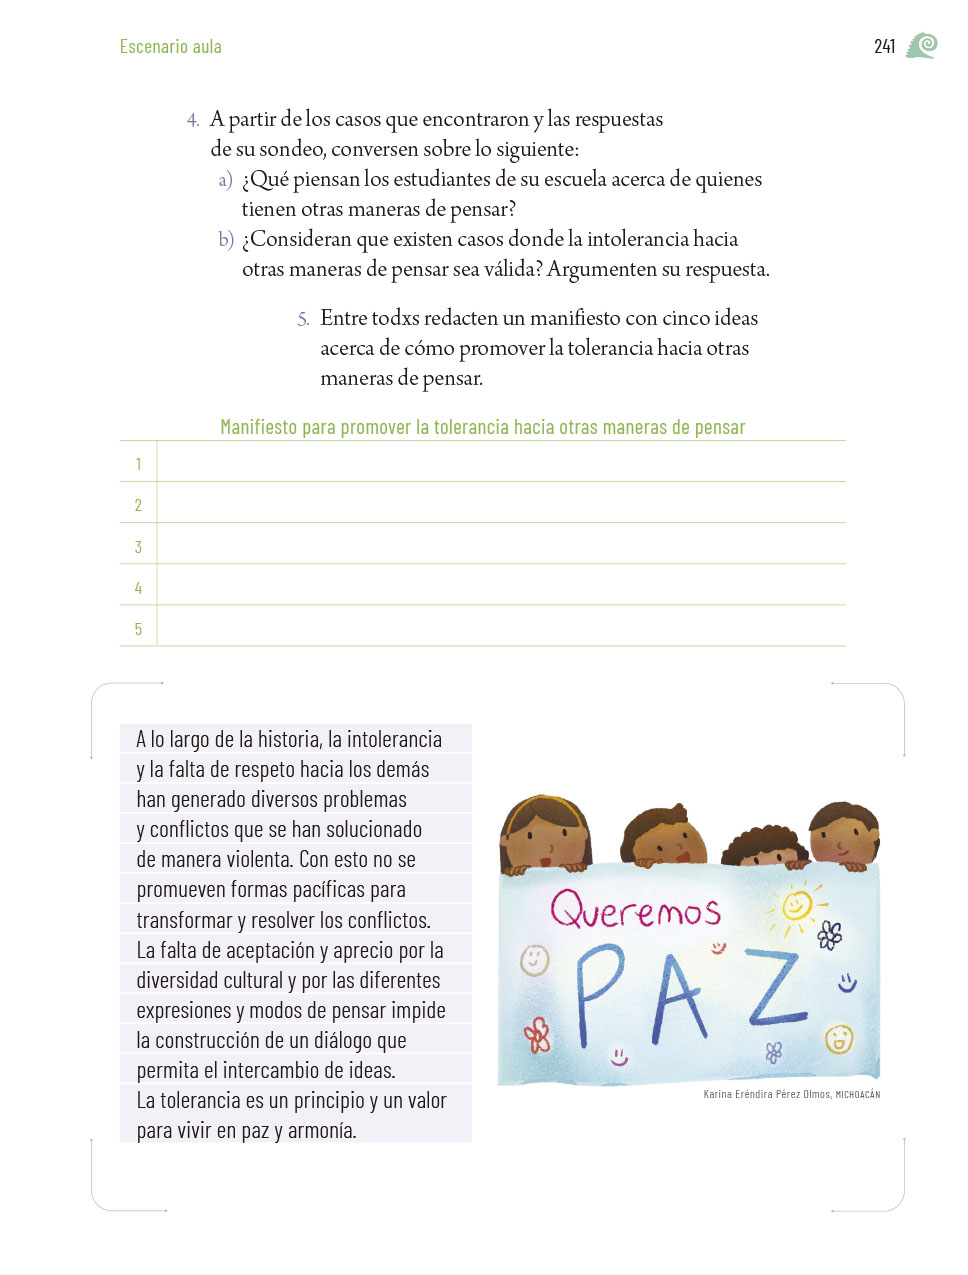 Escenario aula
241
4. A partir de los casos que encontraron y las respuestas
de su sondeo, conversen sobre lo siguiente:
a) ¿Qué piensan los estudiantes de su escuela acerca de quienes
tienen otras maneras de pensar?
b) ¿Consideran que existen casos donde la intolerancia hacia
otras maneras de pensar sea válida? Argumenten su respuesta.
5. Entre todxs redacten un manifiesto con cinco ideas
acerca de cómo promover la tolerancia hacia otras
maneras de pensar.
Manifiesto para promover la tolerancia hacia otras maneras de pensar
1
2
3
4
5
A lo largo de la historia, la intolerancia
y la falta de respeto hacia los demás
han generado diversos problemas
y conflictos que se han solucionado
de manera violenta. Con esto no se
promueven formas pacíficas para
transformar y resolver los conflictos.
La falta de aceptación y aprecio por la
diversidad cultural y por las diferentes
expresiones y modos de pensar impide
la construcción de un diálogo que
permita el intercambio de ideas.
La tolerancia es un principio y un valor
para vivir en paz y armonía.
Queremos
PAZ
Karina Eréndira Pérez Olmos, MICHOACÁN